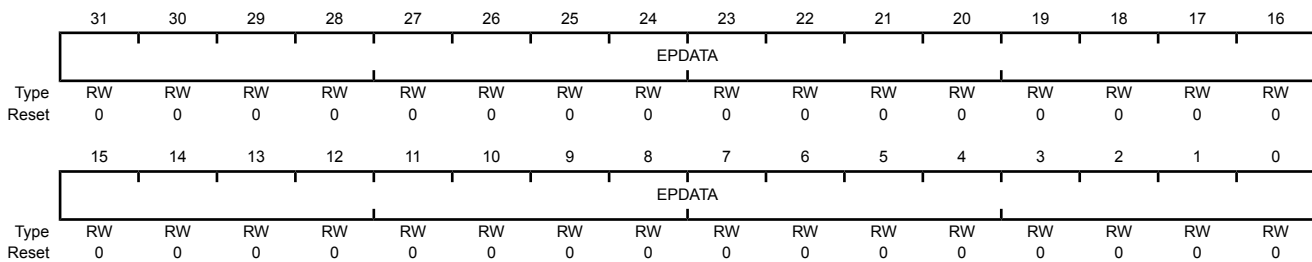 31 30 29 28 27 26 25 24 23 22 21 20 19 18 17 16
EPDATA
Type RW RW RW RW RW RW RW RW RW RW RW RW RW RW RW RW
Reset 0 0 0 0 0 0 0 0 0 0 0 0 0 0 0 0
15 14 13 12 11 10 9 8 7 6 5 4 3 2 1 0
EPDATA
Type RW RW RW RW RW RW RW RW RW RW RW RW RW RW RW RW
Reset 0 0 0 0 0 0 0 0 0 0 0 0 0 0 0 0